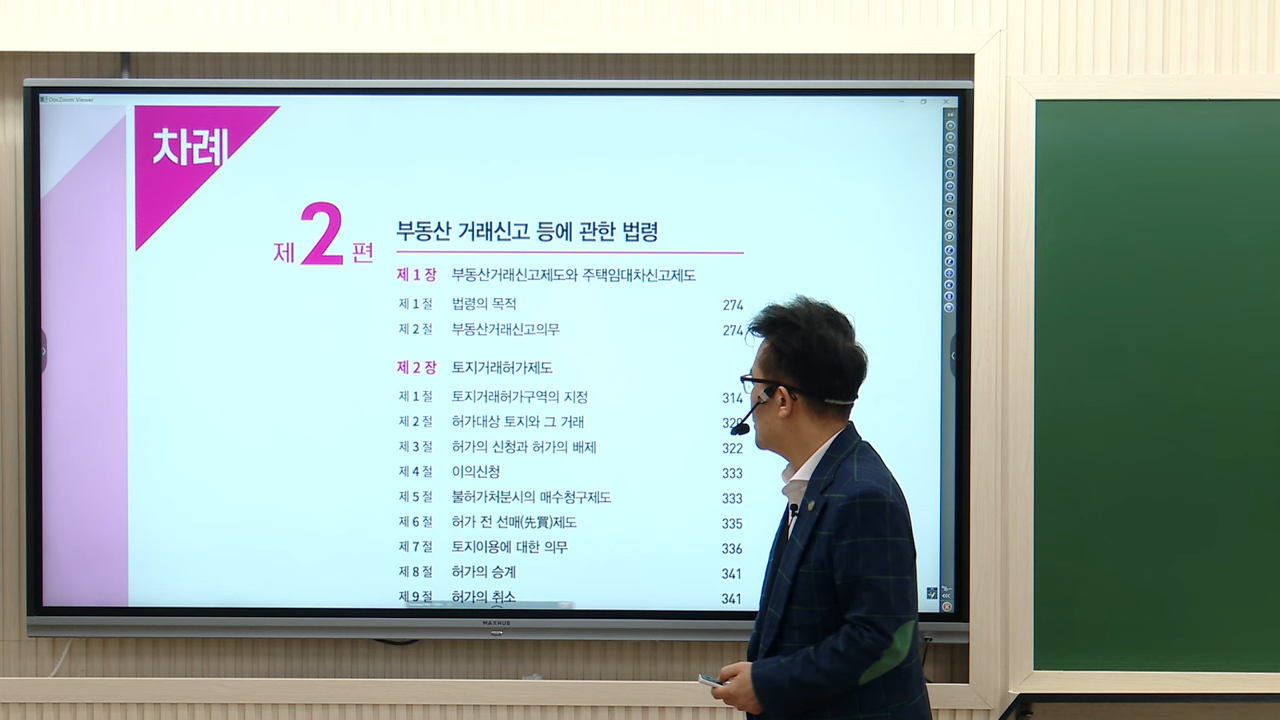 DocZoom Viewer
차례
제2편
부동산 거래신고 등에 관한 법령
제 1 장 부동산거래신고제도와 주택임대차신고제도
제 1 절 법령의 목적 274
제 2 절 부동산거래신고의무 274
제 2 장 토지거래허가제도
제 1 절 토지거래허가구역의 지정 314
제 2 절 허가대상 토지와 그 거래
제 3 절 허가의 신청과 허가의 배제 322
제 4 절 이의신청 333
제 5 절 불허가처분시의 매수청구제도 333
제 6 절 허가 전 선매(先買)제도 335
제 7 절 토지이용에 대한 의무 336
제 8 절 허가의 승계 341
제 9 절 허가의 취소 341
MAXHUB